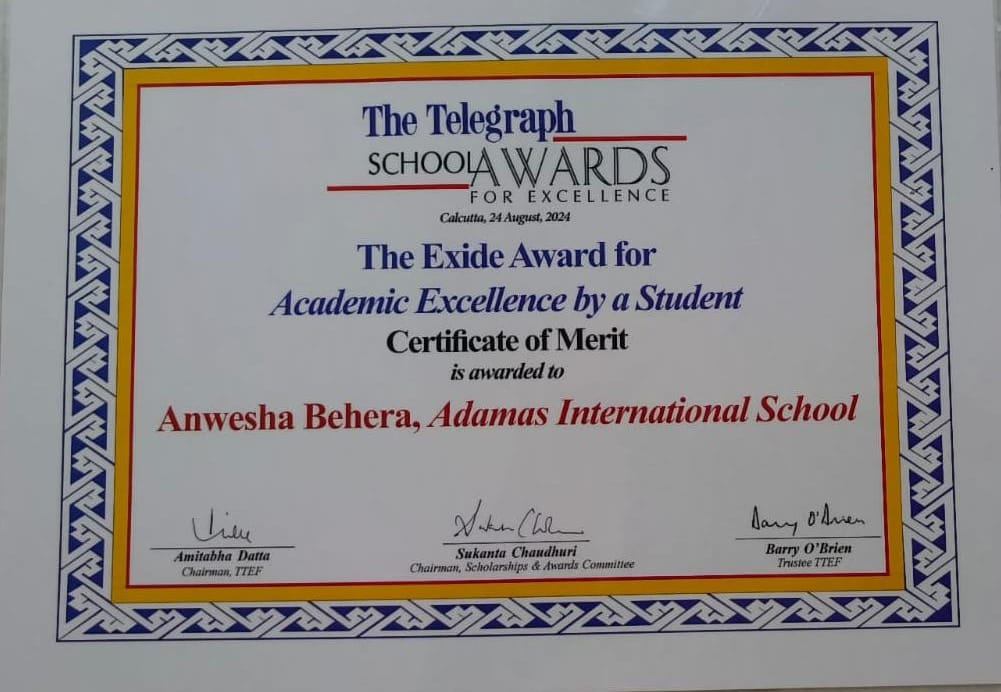 The Telegraph
SCHOOL AWARDS
FOR EXCELLENCE
Calcutta, 24 August, 2024
The Exide Award for
Academic Excellence by a Student
Certificate of Merit
is awarded to
Anwesha Behera, Adamas International School
Amitabha Datta
Chairman, TTEF
Sukanta Chaudhuri
Chairman, Scholarships & Awards Committee
Barry O'Brien
Barry O'Brien
Trustee TTEF